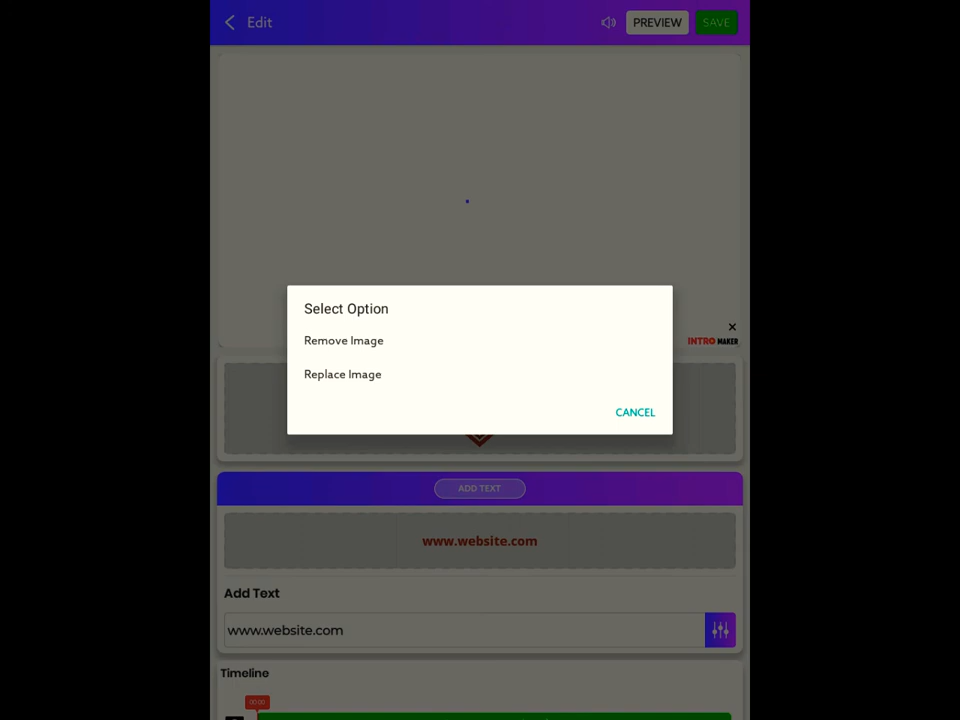 Edit
PREVIEW
SAVE
Select Option
Remove Image
Replace Image
CANCEL
INTRO MAKER
ADD TEXT
www.website.com
Add Text
www.website.com
Timeline
00:00